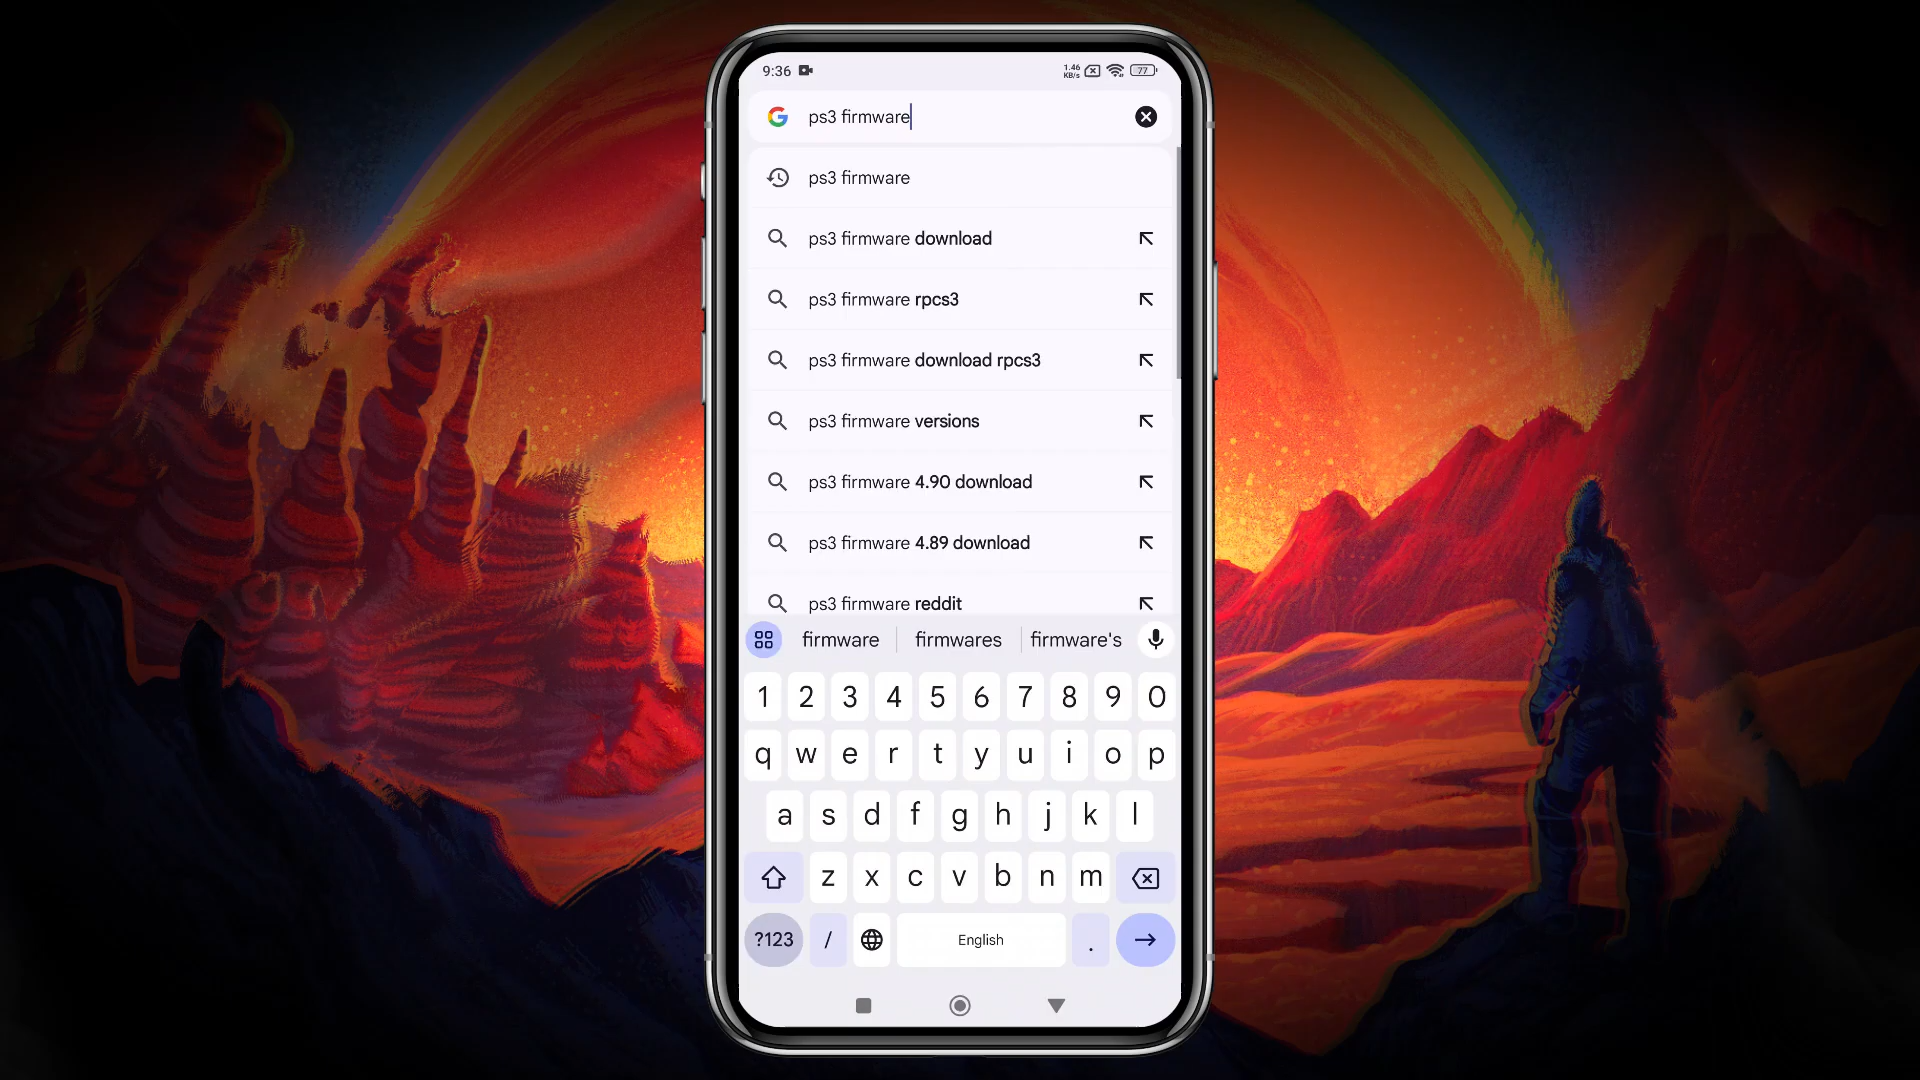 9:36 1.46 KB/s 77
ps3 firmware
ps3 firmware
ps3 firmware download
ps3 firmware rpcs3
ps3 firmware download rpcs3
ps3 firmware versions
ps3 firmware 4.90 download
ps3 firmware 4.89 download
ps3 firmware reddit
firmware firmwares firmware's
1 2 3 4 5 6 7 8 9 0
q w e r t y u i o p
a s d f g h j k l
z x c v b n m
?123 / English .